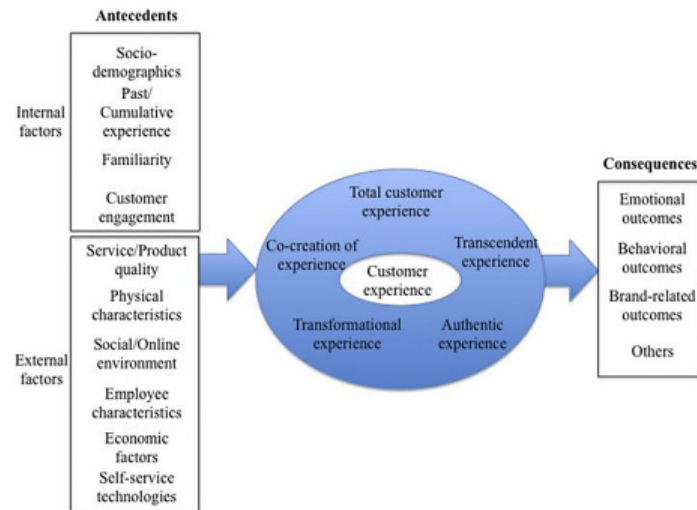 Antecedents
Internal
factors
Socio-
demographics
Past/
Cumulative
experience
Familiarity
Customer
engagement
External
factors
Service/Product
quality
Physical
characteristics
Social/Online
environment
Employee
characteristics
Economic
factors
Self-service
technologies
Total customer
experience
Co-creation of
experience
Transcendent
experience
Customer
experience
Transformational
experience
Authentic
experience
Consequences
Emotional
outcomes
Behavioral
outcomes
Brand-related
outcomes
Others